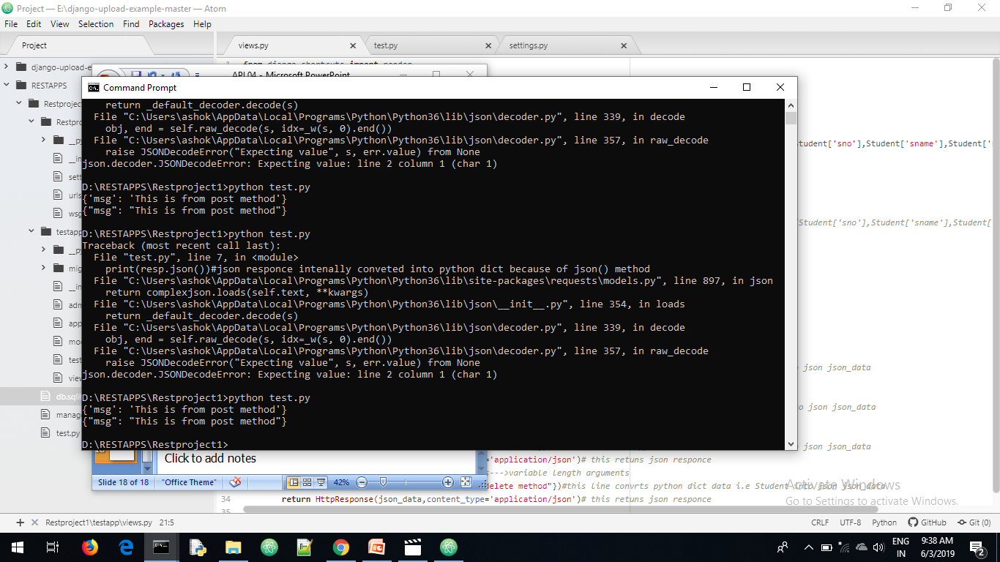 Project — E:\django-upload-example-master — Atom
File Edit View Selection Find Packages Help
Project
views.py
test.py
settings.py
django-upload-e
RESTAPPS
API 04 - Microsoft PowerPoint
Command Prompt
return _default_decoder.decode(s)
File "C:\Users\ashok\AppData\Local\Programs\Python\Python36\lib\json\decoder.py", line 339, in decode
obj, end = self.raw_decode(s, idx=_w(s, 0).end())
File "C:\Users\ashok\AppData\Local\Programs\Python\Python36\lib\json\decoder.py", line 357, in raw_decode
raise JSONDecodeError("Expecting value", s, err.value) from None
json.decoder.JSONDecodeError: Expecting value: line 2 column 1 (char 1)
D:\RESTAPPS\Restproject1>python test.py
{'msg': 'This is from post method'}
{"msg": "This is from post method"}
D:\RESTAPPS\Restproject1>python test.py
Traceback (most recent call last):
File "test.py", line 7, in <module>
print(resp.json())#json responce intenally conveted into python dict because of json() method
File "C:\Users\ashok\AppData\Local\Programs\Python\Python36\lib\site-packages\requests\models.py", line 897, in json
return complexjson.loads(self.text, **kwargs)
File "C:\Users\ashok\AppData\Local\Programs\Python\Python36\lib\json\__init__.py", line 354, in loads
return _default_decoder.decode(s)
File "C:\Users\ashok\AppData\Local\Programs\Python\Python36\lib\json\decoder.py", line 339, in decode
obj, end = self.raw_decode(s, idx=_w(s, 0).end())
File "C:\Users\ashok\AppData\Local\Programs\Python\Python36\lib\json\decoder.py", line 357, in raw_decode
raise JSONDecodeError("Expecting value", s, err.value) from None
json.decoder.JSONDecodeError: Expecting value: line 2 column 1 (char 1)
D:\RESTAPPS\Restproject1>python test.py
{'msg': 'This is from post method'}
{"msg": "This is from post method"}
D:\RESTAPPS\Restproject1>
Restprojec
Restpro
__p
__in
sett
urls
wsg
testapp
__p
mig
__in
adm
app
mo
test
view
db.sqli
manag
test.py
tudent['sno'],Student['sname'],Student['s
Student['sno'],Student['sname'],Student[
json json_data
o json json_data
json json_data
='application/json')# this retuns json responce
s--->variable length arguments
delete method"})#this line convrts python dict data i.e Student into json json_data
34 return HttpResponse(json_data,content_type='application/json')# this retuns json responce
35
Click to add notes
Slide 18 of 18 "Office Theme" 42%
Activate Windows
Go to Settings to activate Windows.
Restproject1\testapp\views.py 21:5
CRLF UTF-8 Python GitHub Git (0)
ENG
IN
9:38 AM
6/3/2019
2